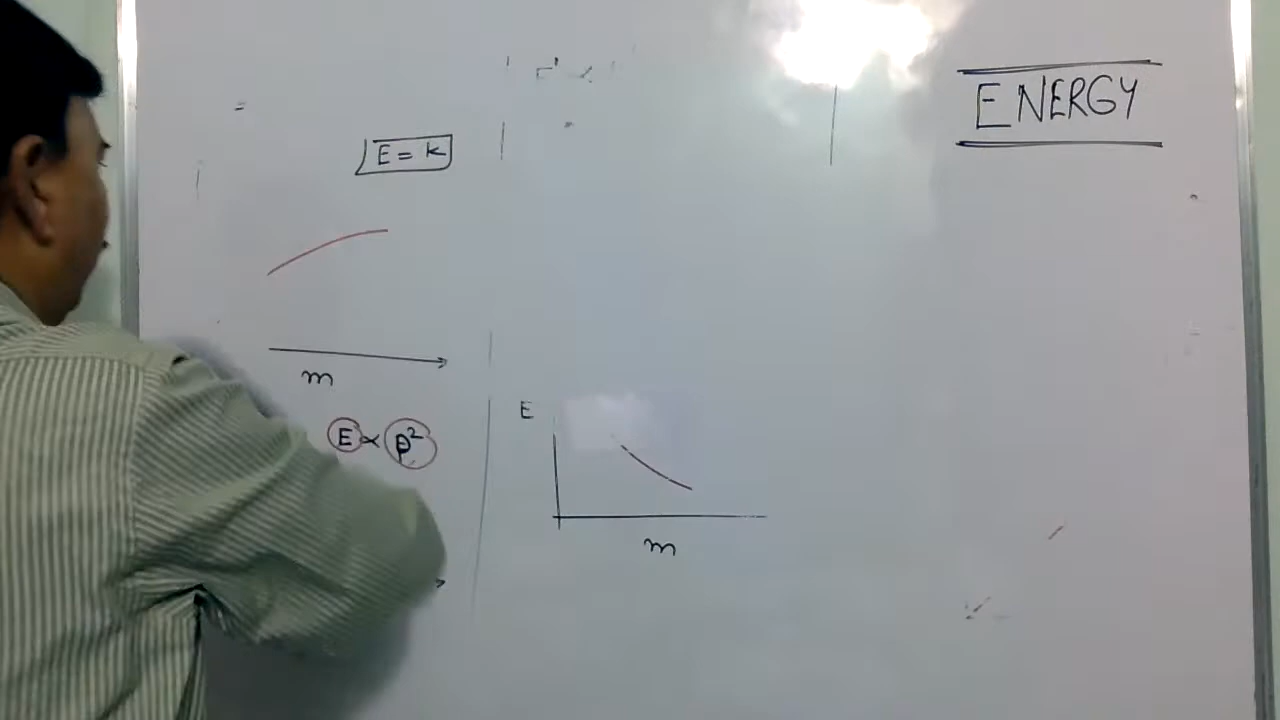 ENERGY
E = K
m
E ∝ p²
E
m